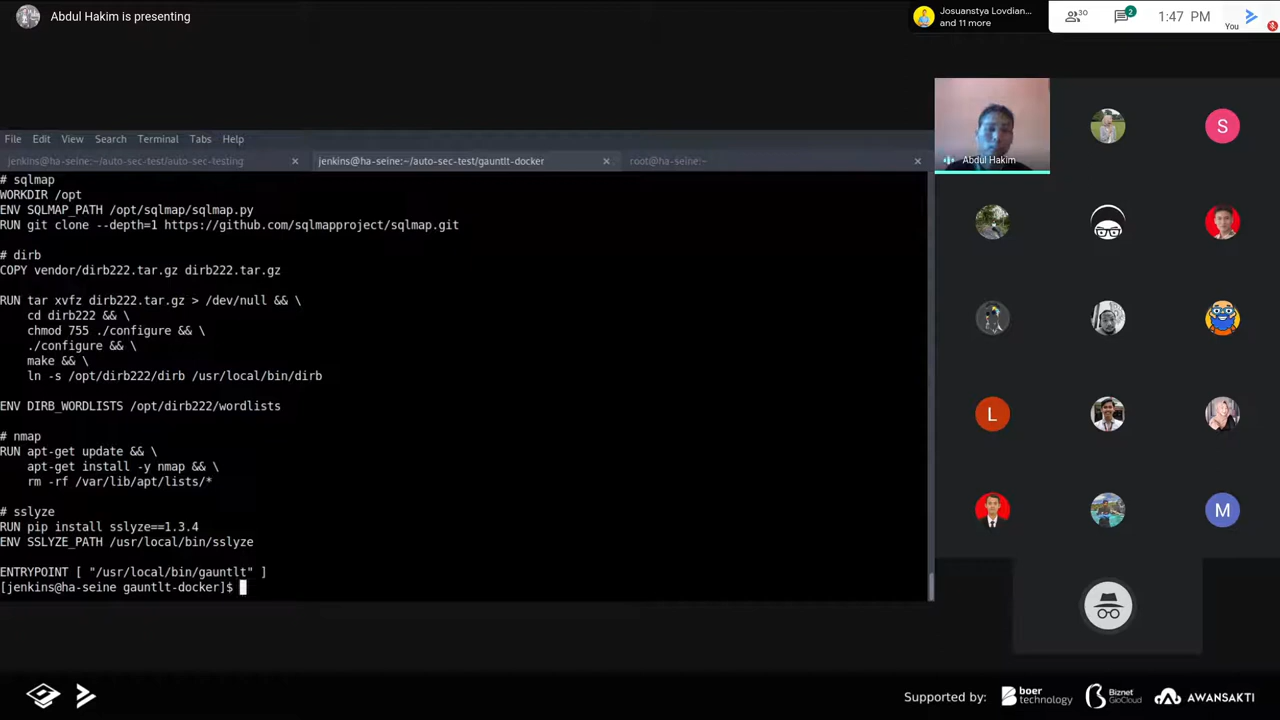 Abdul Hakim is presenting
Josuanstya Lovdian...
and 11 more
30
2
1:47 PM
You
File Edit View Search Terminal Tabs Help
jenkins@ha-seine:~/auto-sec-test/auto-sec-testing
jenkins@ha-seine:~/auto-sec-test/gauntlt-docker
root@ha-seine:~
# sqlmap
WORKDIR /opt
ENV SQLMAP_PATH /opt/sqlmap/sqlmap.py
RUN git clone --depth=1 https://github.com/sqlmapproject/sqlmap.git
# dirb
COPY vendor/dirb222.tar.gz dirb222.tar.gz
RUN tar xvfz dirb222.tar.gz > /dev/null && \
cd dirb222 && \
chmod 755 ./configure && \
./configure && \
make && \
ln -s /opt/dirb222/dirb /usr/local/bin/dirb
ENV DIRB_WORDLISTS /opt/dirb222/wordlists
# nmap
RUN apt-get update && \
apt-get install -y nmap && \
rm -rf /var/lib/apt/lists/*
# sslyze
RUN pip install sslyze==1.3.4
ENV SSLYZE_PATH /usr/local/bin/sslyze
ENTRYPOINT [ "/usr/local/bin/gauntlt" ]
[jenkins@ha-seine gauntlt-docker]$
Abdul Hakim
S
L
M
Supported by:
boer
technology
Biznet
GioCloud
AWANSAKTI